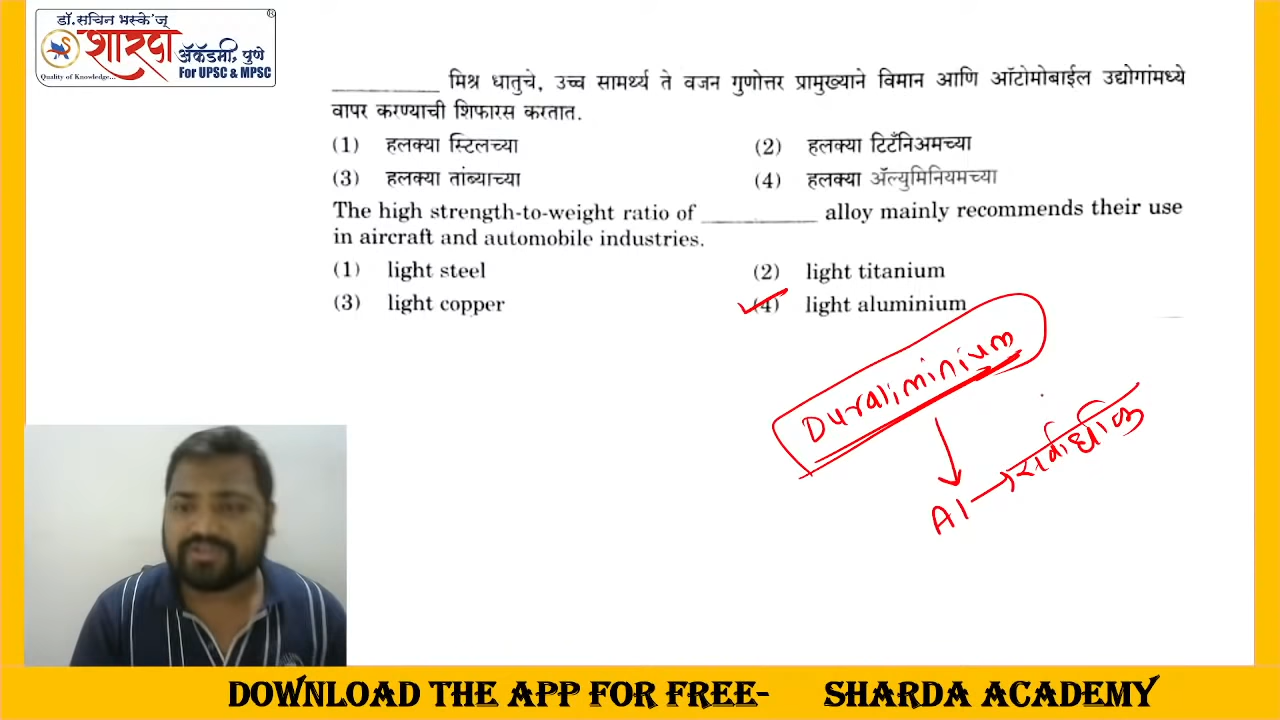 डॉ.सचिन भस्के'ज्
®
शारदा
ॲकॅडमी, पुणे
For UPSC & MPSC
Quality of Knowledge...
________ मिश्र धातुचे, उच्च सामर्थ्य ते वजन गुणोत्तर प्रामुख्याने विमान आणि ऑटोमोबाईल उद्योगांमध्ये
वापर करण्याची शिफारस करतात.
(1) हलक्या स्टिलच्या (2) हलक्या टिटॅंनिअमच्या
(3) हलक्या तांब्याच्या (4) हलक्या ॲल्युमिनियमच्या
The high strength-to-weight ratio of ________ alloy mainly recommends their use
in aircraft and automobile industries.
(1) light steel (2) light titanium
(3) light copper (4) light aluminium
Duraliminium
Al → सर्वाधिक
DOWNLOAD THE APP FOR FREE- SHARDA ACADEMY